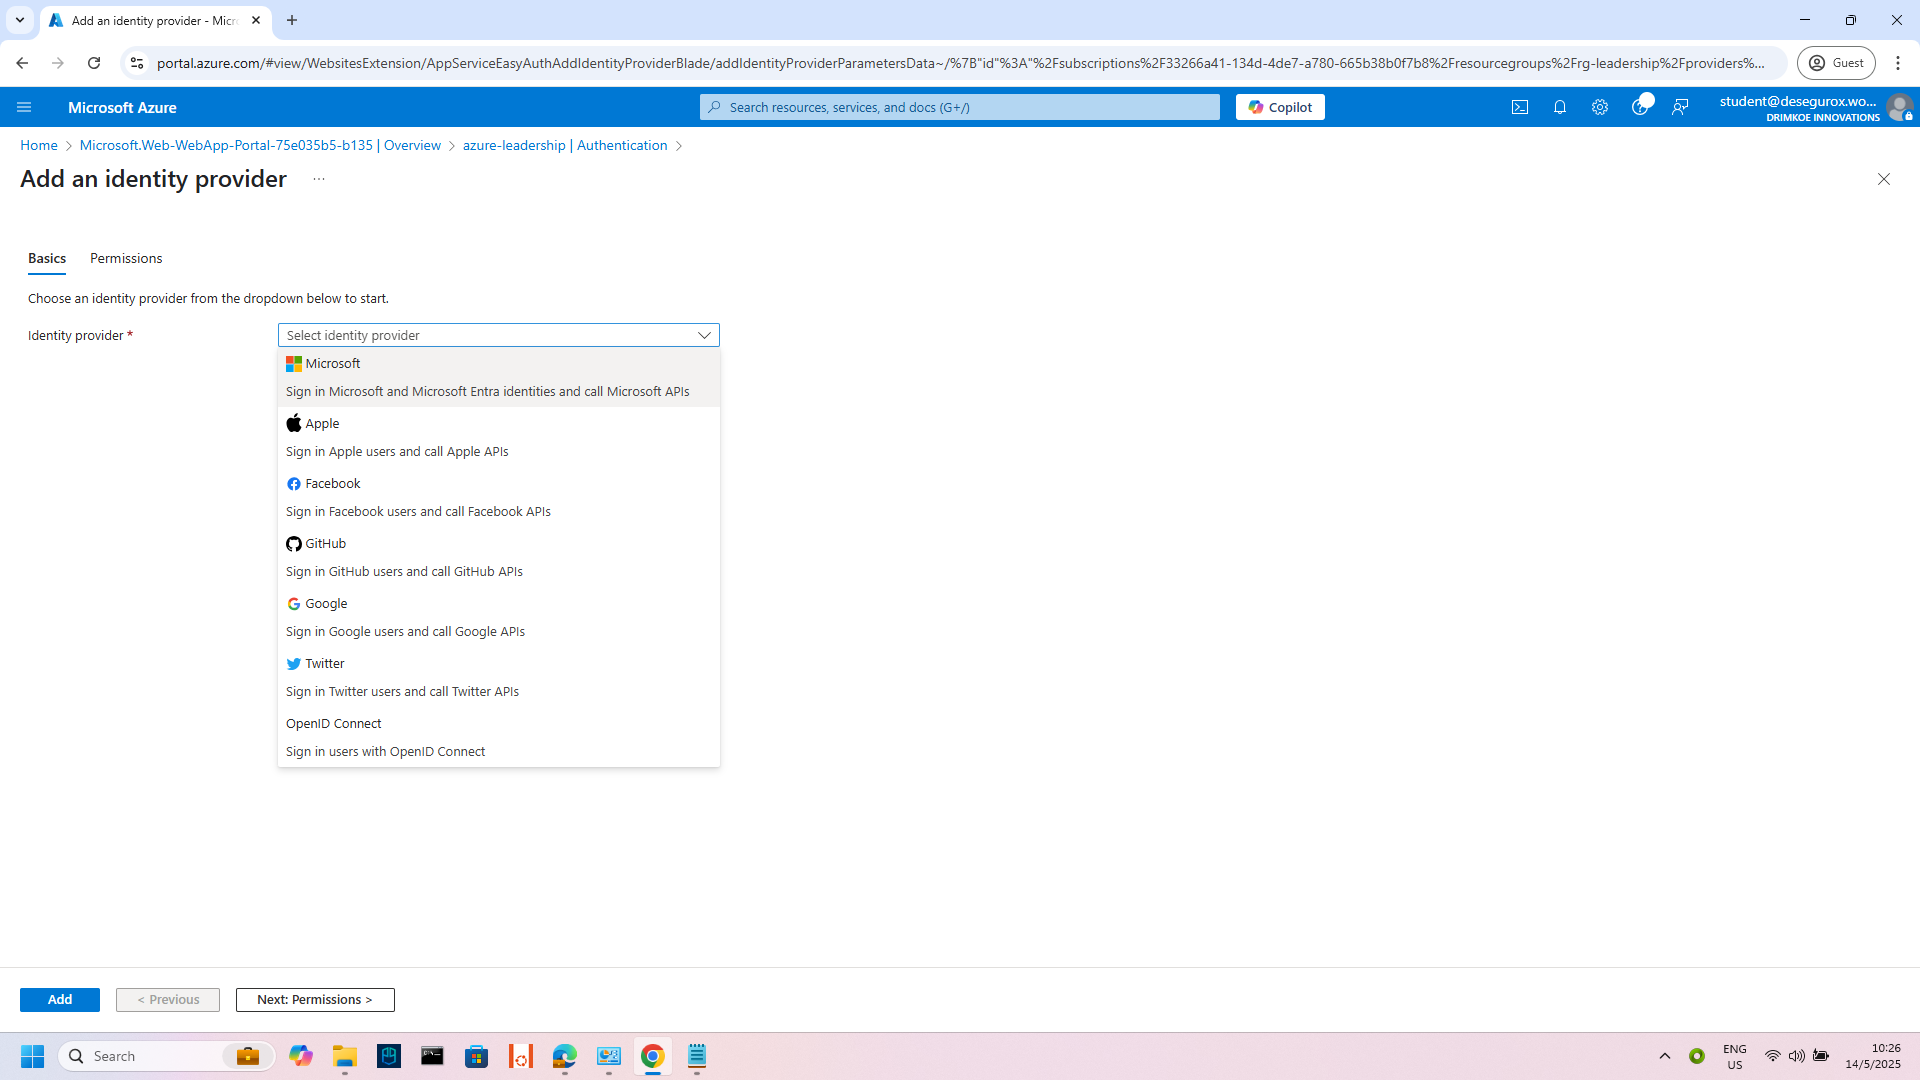 Add an identity provider - Micr
portal.azure.com/#view/WebsitesExtension/AppServiceEasyAuthAddIdentityProviderBlade/addIdentityProviderParametersData~/%7B"id"%3A"%2Fsubscriptions%2F33266a41-134d-4de7-a780-665b38b0f7b8%2Fresourcegroups%2Frg-leadership%2Fproviders%...
Guest
Microsoft Azure
Search resources, services, and docs (G+/)
Copilot
student@desegurox.wo...
DRIMKOE INNOVATIONS
Home
Microsoft.Web-WebApp-Portal-75e035b5-b135 | Overview
azure-leadership | Authentication
Add an identity provider
...
Basics
Permissions
Choose an identity provider from the dropdown below to start.
Identity provider *
Select identity provider
Microsoft
Sign in Microsoft and Microsoft Entra identities and call Microsoft APIs
Apple
Sign in Apple users and call Apple APIs
Facebook
Sign in Facebook users and call Facebook APIs
GitHub
Sign in GitHub users and call GitHub APIs
Google
Sign in Google users and call Google APIs
Twitter
Sign in Twitter users and call Twitter APIs
OpenID Connect
Sign in users with OpenID Connect
Add
< Previous
Next: Permissions >
Search
ENG
US
10:26
14/5/2025